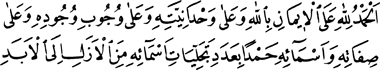 اَلْحَمْدُ لِلّٰهِ عَلَى الْاِيمَانِ بِاللّٰهِ وَعَلٰى وَحْدَانِيَّتِهِ وَعَلٰى وُجُوبِ وُجُودِهِ وَعَلٰى
صِفَاتِهِ وَاَسْمَائِهِ حَمْدًا بِعَدَدِ تَجَلِّيَاتِ اَسْمَائِهِ مِنَ الْاَزَلِ اِلَى الْاَبَدِ